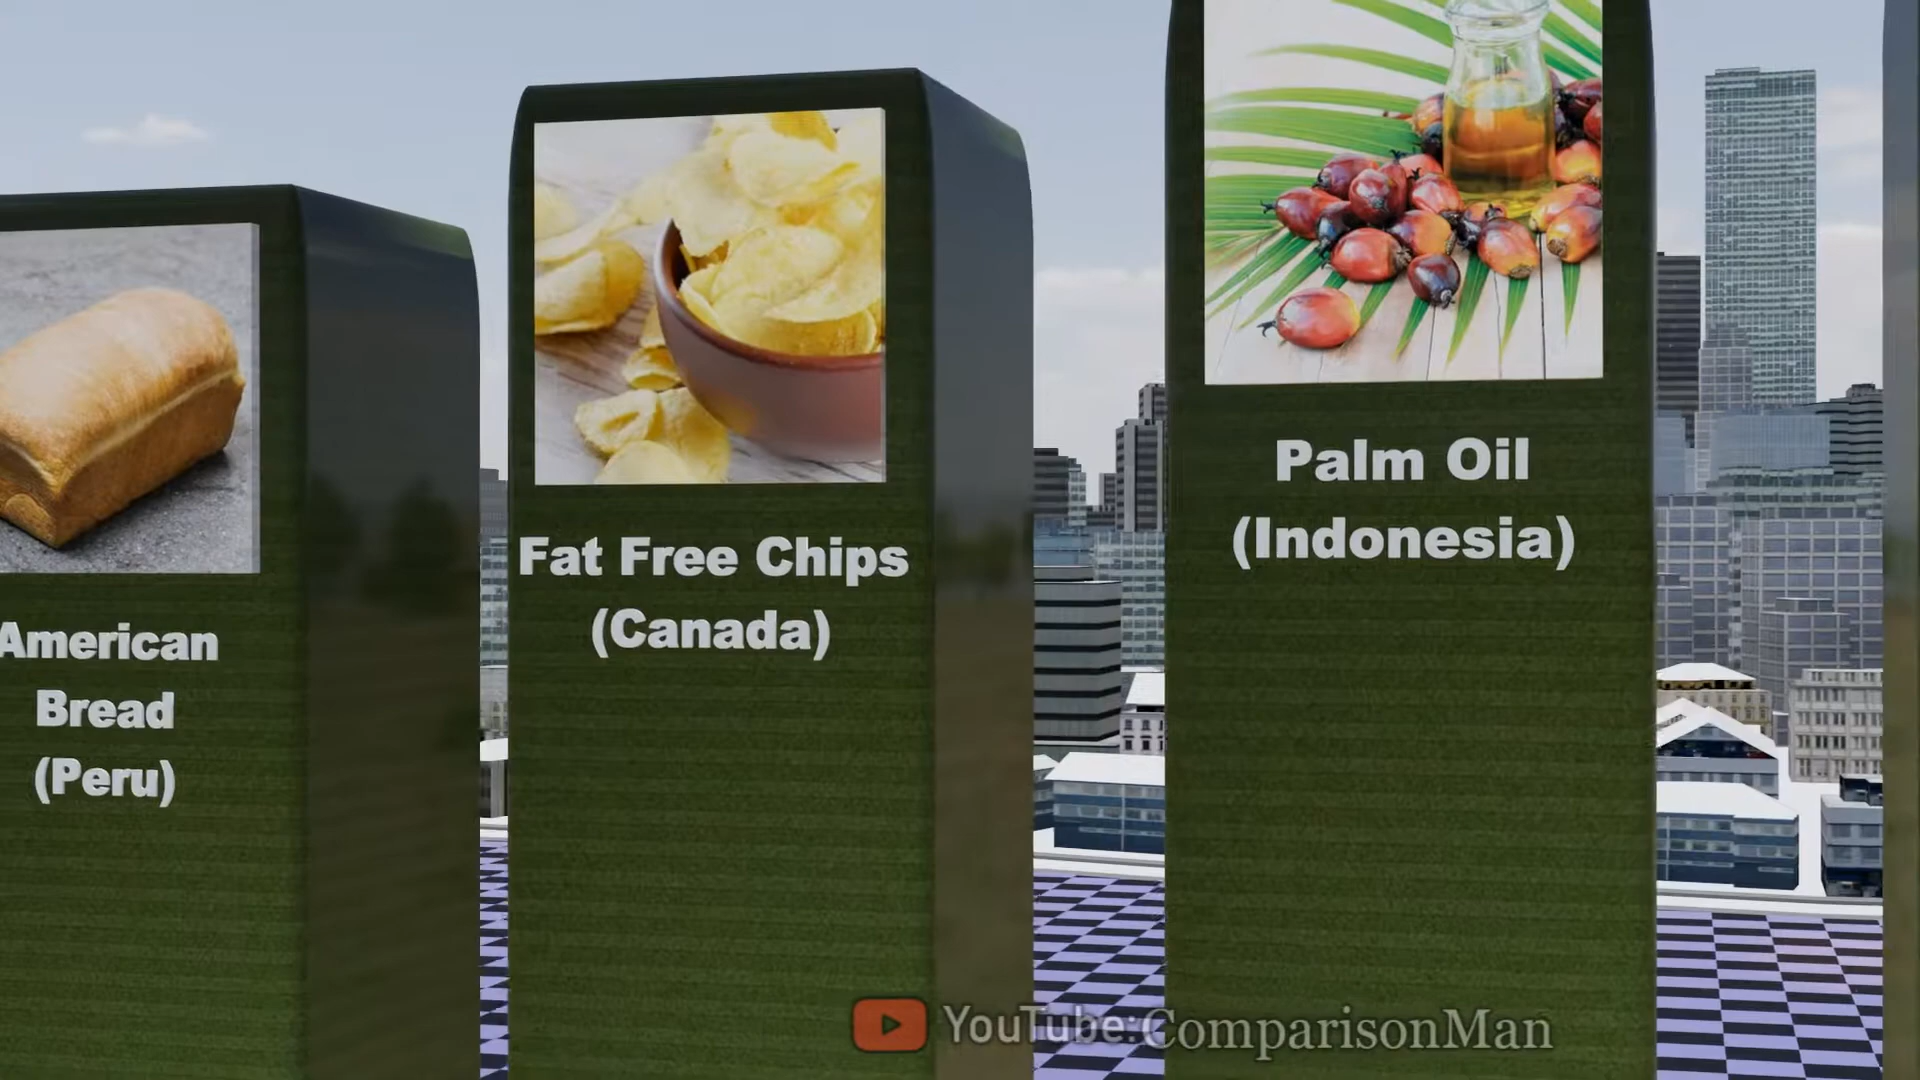 American
Bread
(Peru)
Fat Free Chips
(Canada)
Palm Oil
(Indonesia)
YouTube:ComparisonMan